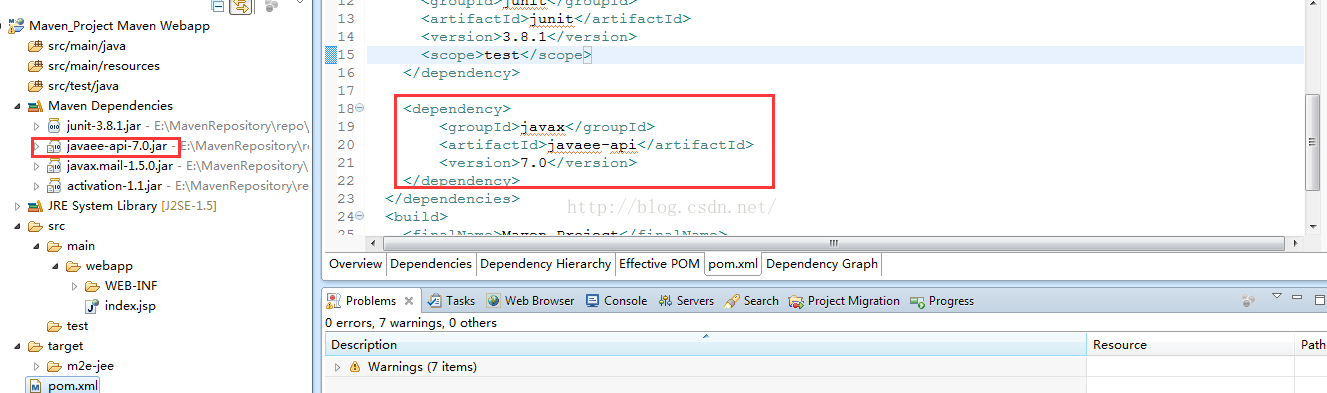 Maven_Project Maven Webapp
src/main/java
src/main/resources
src/test/java
Maven Dependencies
junit-3.8.1.jar - E:\MavenRepository\repo\
javaee-api-7.0.jar - E:\MavenRepository\r
javax.mail-1.5.0.jar - E:\MavenRepository\
activation-1.1.jar - E:\MavenRepository\re
JRE System Library [J2SE-1.5]
src
main
webapp
WEB-INF
index.jsp
test
target
m2e-jee
pom.xml
12 <groupId>junit</groupId>
13 <artifactId>junit</artifactId>
14 <version>3.8.1</version>
15 <scope>test</scope>
16 </dependency>
17
18 <dependency>
19 <groupId>javax</groupId>
20 <artifactId>javaee-api</artifactId>
21 <version>7.0</version>
22 </dependency>
23 </dependencies>
24 <build>
25 <finalName>Maven_Project</finalName>
http://blog.csdn.net/
Overview Dependencies Dependency Hierarchy Effective POM pom.xml Dependency Graph
Problems Tasks Web Browser Console Servers Search Project Migration Progress
0 errors, 7 warnings, 0 others
Description Resource Path
Warnings (7 items)